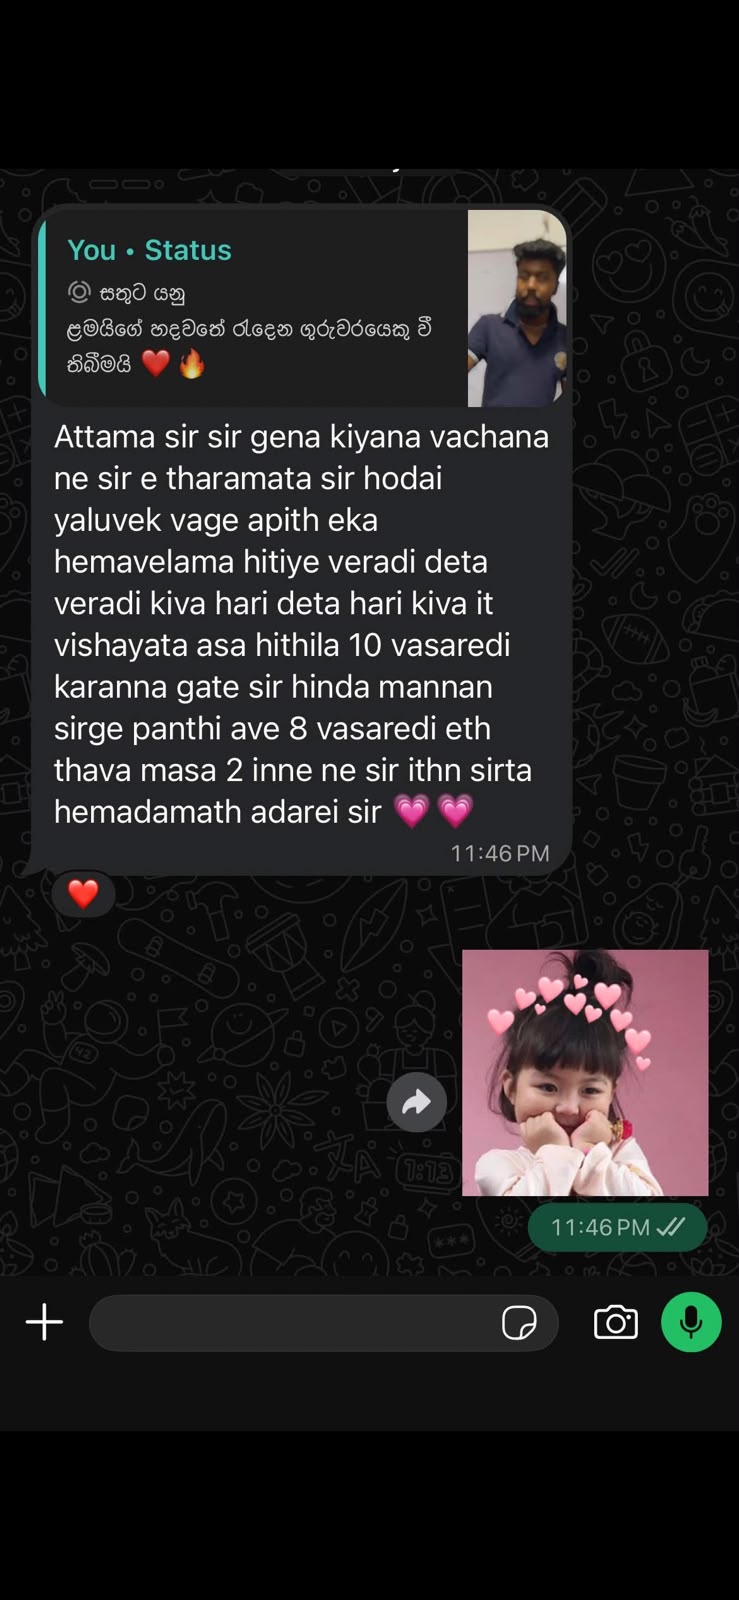 You • Status
සතුට යනු
ළමයිගේ හදවතේ රැදෙන ගුරුවරයෙකු වී
තිබීමයි ❤️ 🔥
Attama sir sir gena kiyana vachana
ne sir e tharamata sir hodai
yaluvek vage apith eka
hemavelama hitiye veradi deta
veradi kiva hari deta hari kiva it
vishayata asa hithila 10 vasaredi
karanna gate sir hinda mannan
sirge panthi ave 8 vasaredi eth
thava masa 2 inne ne sir ithn sirta
hemadamath adarei sir 💗 💗
11:46 PM
❤️
11:46 PM